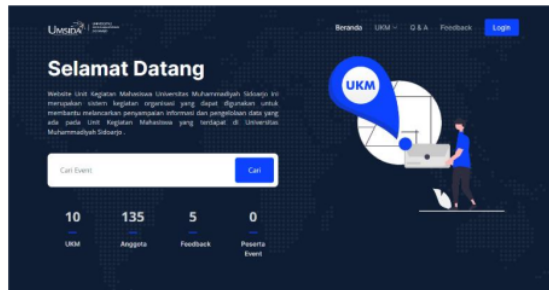 UMSIDA
Beranda UKM Q & A Feedback Login
Selamat Datang
Website Unit Kegiatan Mahasiswa Universitas Muhammadiyah Sidoarjo ini
merupakan sistem kegiatan organisasi yang dapat digunakan untuk
membantu melancarkan penyampaian informasi dan pengelolaan data yang
ada pada Unit Kegiatan Mahasiswa yang terdapat di Universitas
Muhammadiyah Sidoarjo .
UKM
Cari Event Cari
10 135 5 0
UKM Anggota Feedback Peserta
Event